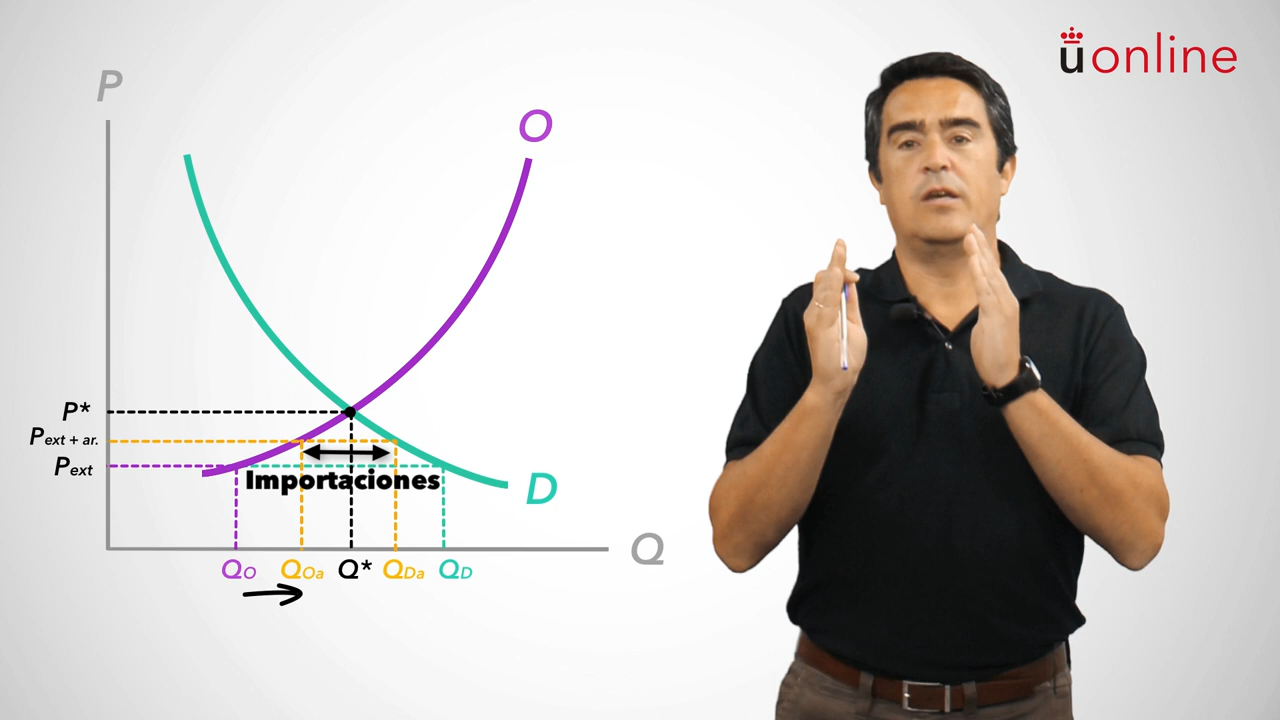 üonline
P
O
P*
Pext + ar.
Pext
Importaciones
D
QO
QOa
Q*
QDa
QD
Q